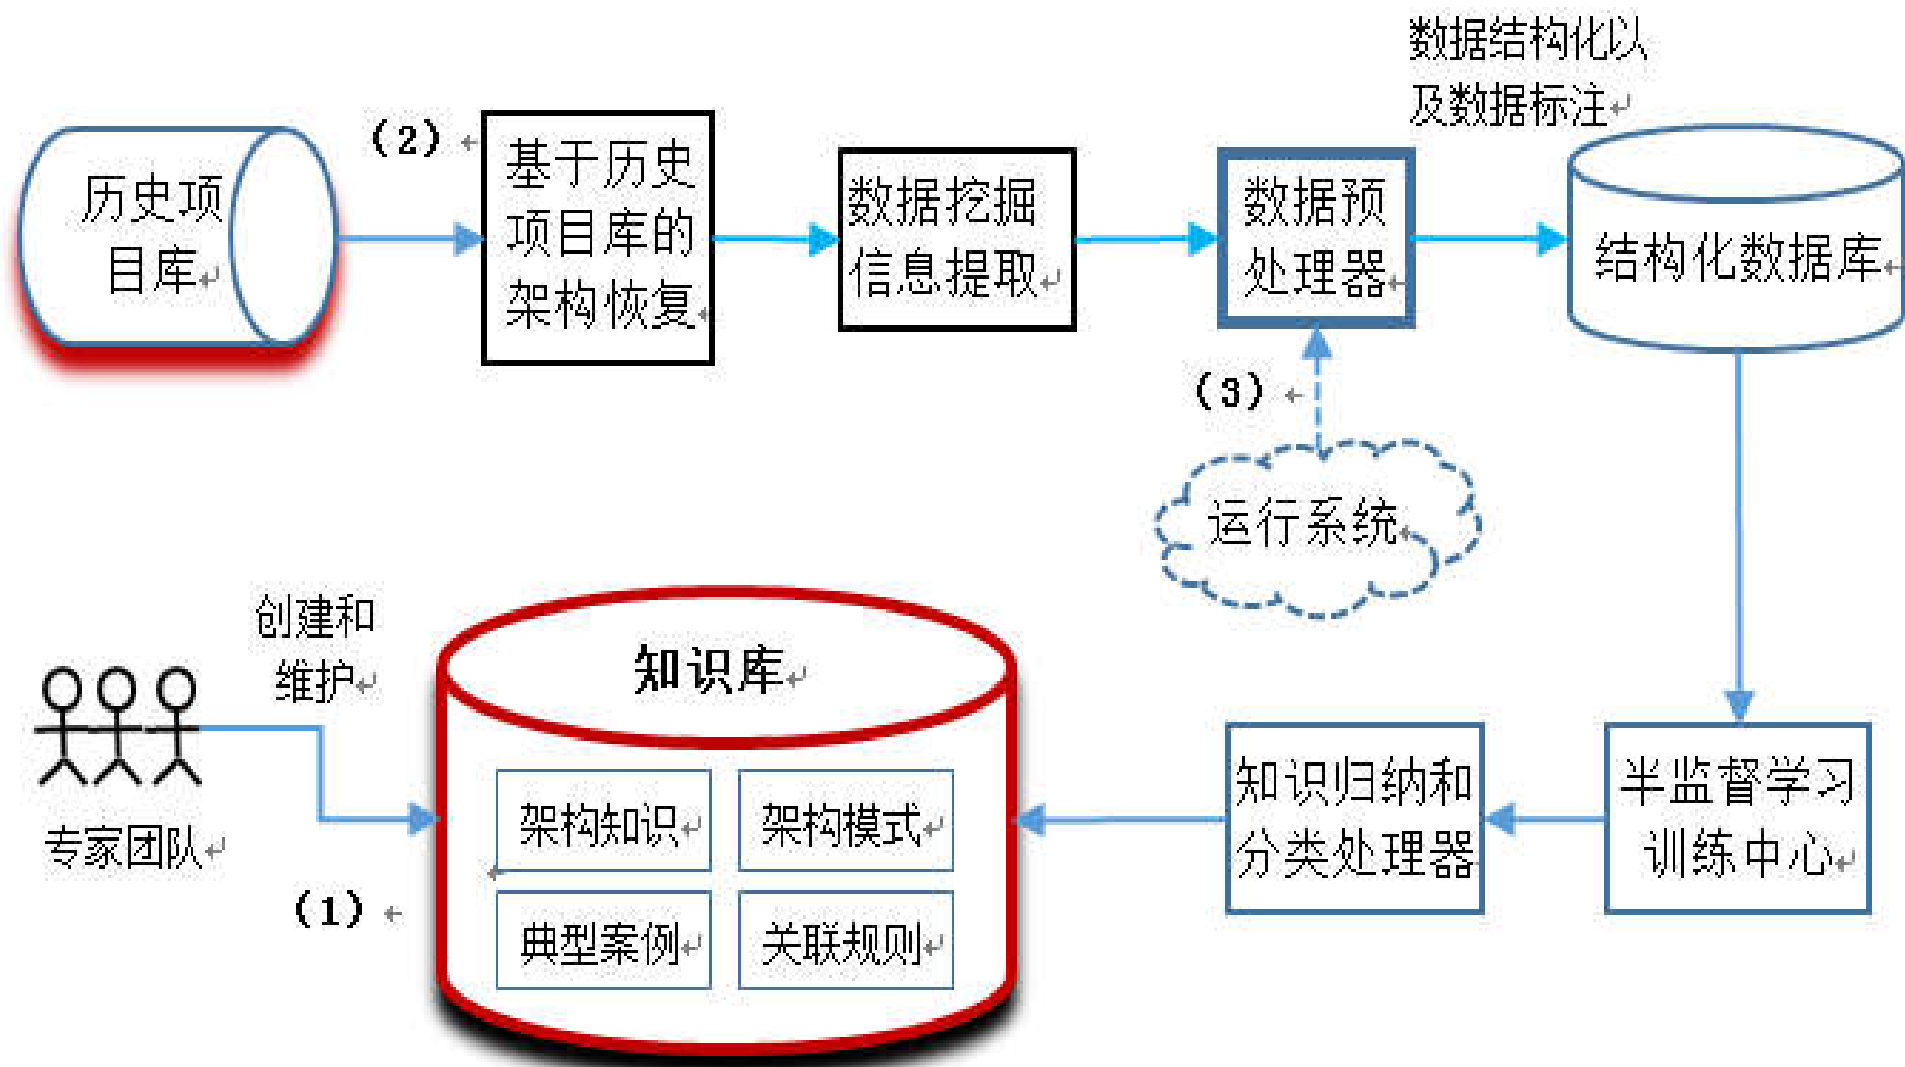 数据结构化以
及数据标注
（2）
历史项
目库
基于历史
项目库的
架构恢复
数据挖掘
信息提取
数据预
处理器
结构化数据库
（3）
运行系统
创建和
维护
专家团队
（1）
知识库
架构知识
架构模式
典型案例
关联规则
知识归纳和
分类处理器
半监督学习
训练中心